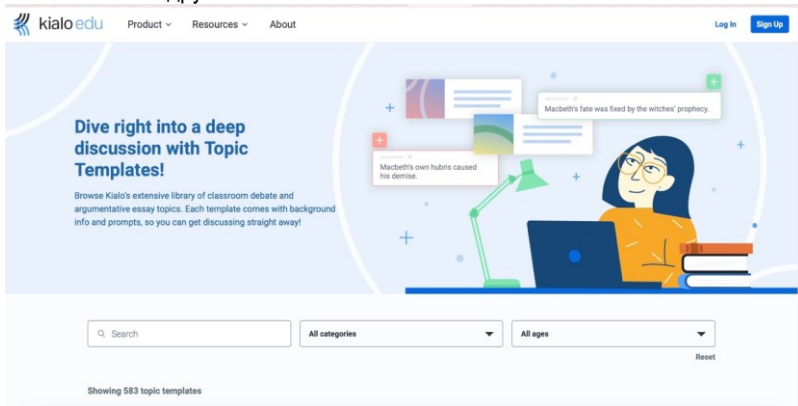 kialo edu Product Resources About Log In Sign Up
Dive right into a deep
discussion with Topic
Templates!
Browse Kialo's extensive library of classroom debate and
argumentative essay topics. Each template comes with background
info and prompts, so you can get discussing straight away!
Macbeth's fate was fixed by the witches' prophecy.
Macbeth's own hubris caused
his demise.
Search All categories All ages
Reset
Showing 583 topic templates